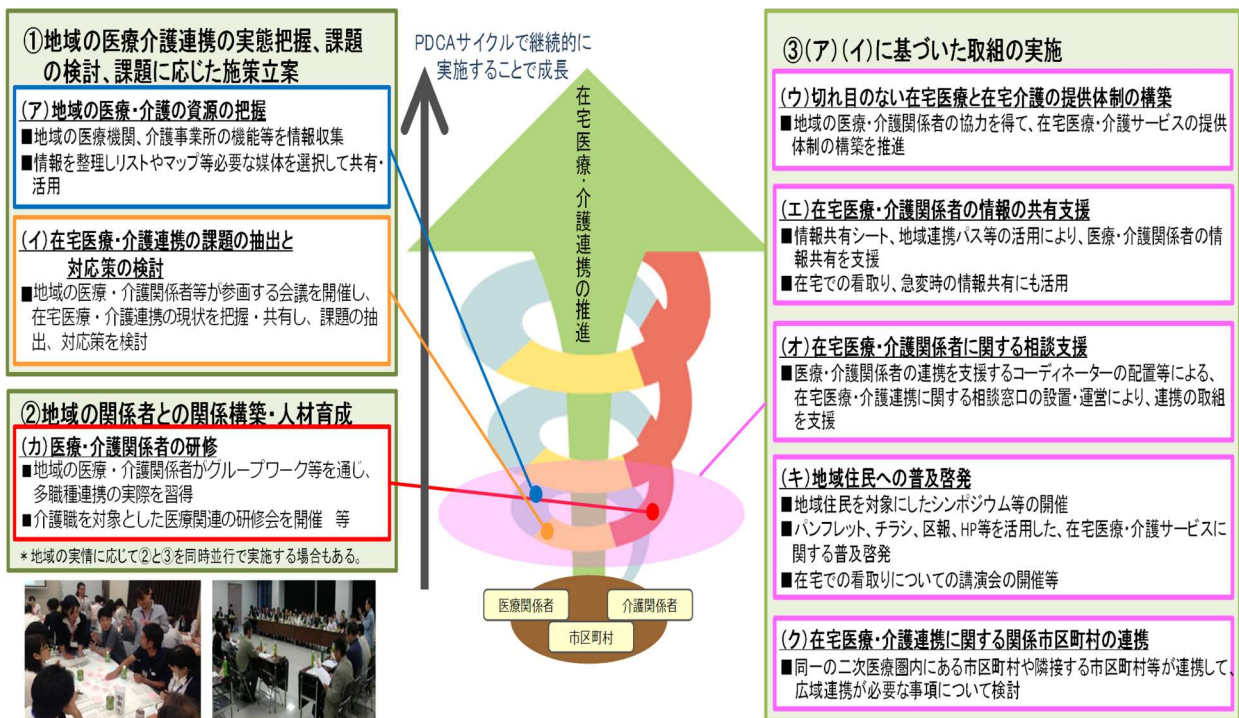 ①地域の医療介護連携の実態把握、課題
の検討、課題に応じた施策立案
(ア)地域の医療・介護の資源の把握
■地域の医療機関、介護事業所の機能等を情報収集
■情報を整理しリストやマップ等必要な媒体を選択して共有・
活用
(イ)在宅医療・介護連携の課題の抽出と
対応策の検討
■地域の医療・介護関係者等が参画する会議を開催し、
在宅医療・介護連携の現状を把握・共有し、課題の抽
出、対応策を検討
②地域の関係者との関係構築・人材育成
(カ)医療・介護関係者の研修
■地域の医療・介護関係者がグループワーク等を通じ、
多職種連携の実際を習得
■介護職を対象とした医療関連の研修会を開催　等
*地域の実情に応じて②と③を同時並行で実施する場合もある。
PDCAサイクルで継続的に
実施することで成長
在宅医療・介護連携の推進
医療関係者
介護関係者
市区町村
③(ア)(イ)に基づいた取組の実施
(ウ)切れ目のない在宅医療と在宅介護の提供体制の構築
■地域の医療・介護関係者の協力を得て、在宅医療・介護サービスの提供
体制の構築を推進
(エ)在宅医療・介護関係者の情報の共有支援
■情報共有シート、地域連携パス等の活用により、医療・介護関係者の情
報共有を支援
■在宅での看取り、急変時の情報共有にも活用
(オ)在宅医療・介護関係者に関する相談支援
■医療・介護関係者の連携を支援するコーディネーターの配置等による、
在宅医療・介護連携に関する相談窓口の設置・運営により、連携の取組
を支援
(キ)地域住民への普及啓発
■地域住民を対象にしたシンポジウム等の開催
■パンフレット、チラシ、区報、HP等を活用した、在宅医療・介護サービスに
関する普及啓発
■在宅での看取りについての講演会の開催等
(ク)在宅医療・介護連携に関する関係市区町村の連携
■同一の二次医療圏内にある市区町村や隣接する市区町村等が連携して、
広域連携が必要な事項について検討